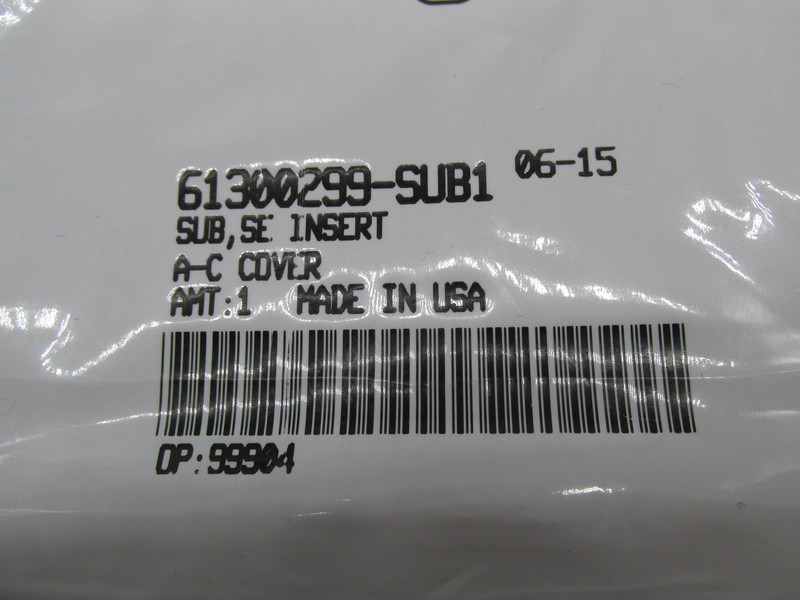 61300299-SUB1 06-15
SUB,SE INSERT
A-C COVER
AMT:1 MADE IN USA
OP:99904